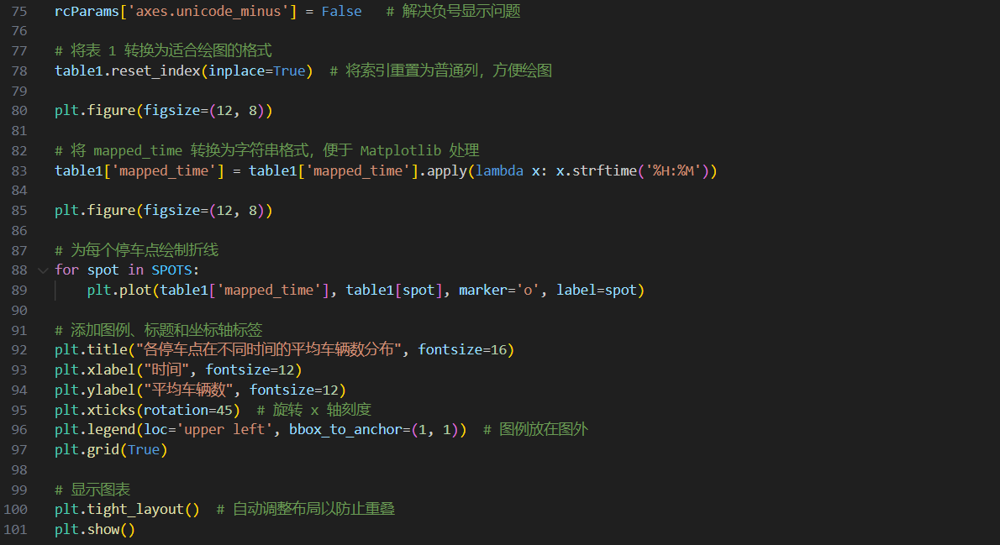 75 rcParams['axes.unicode_minus'] = False # 解决负号显示问题
76
77 # 将表 1 转换为适合绘图的格式
78 table1.reset_index(inplace=True) # 将索引重置为普通列，方便绘图
79
80 plt.figure(figsize=(12, 8))
81
82 # 将 mapped_time 转换为字符串格式，便于 Matplotlib 处理
83 table1['mapped_time'] = table1['mapped_time'].apply(lambda x: x.strftime('%H:%M'))
84
85 plt.figure(figsize=(12, 8))
86
87 # 为每个停车点绘制折线
88 for spot in SPOTS:
89 plt.plot(table1['mapped_time'], table1[spot], marker='o', label=spot)
90
91 # 添加图例、标题和坐标轴标签
92 plt.title("各停车点在不同时间的平均车辆数分布", fontsize=16)
93 plt.xlabel("时间", fontsize=12)
94 plt.ylabel("平均车辆数", fontsize=12)
95 plt.xticks(rotation=45) # 旋转 x 轴刻度
96 plt.legend(loc='upper left', bbox_to_anchor=(1, 1)) # 图例放在图外
97 plt.grid(True)
98
99 # 显示图表
100 plt.tight_layout() # 自动调整布局以防止重叠
101 plt.show()